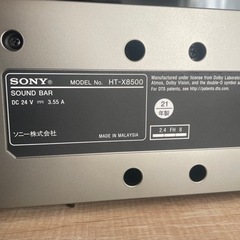 SONY MODEL No. HT-X8500
SOUND BAR
DC 24 V ⎓ 3.55 A
ソニー株式会社
MADE IN MALAYSIA
Manufactured under license from Dolby Laborato
Atmos, Dolby Vision, and the double-D symbol a
For DTS patents, see http://patents.dts.com.
21
年製
2.4 FH 8